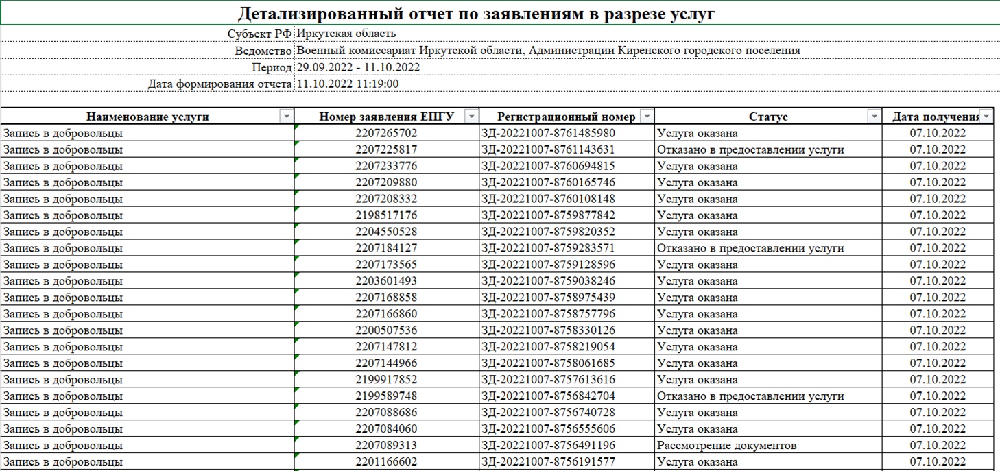 Детализированный отчет по заявлениям в разрезе услуг
Субъект РФ Иркутская область
Ведомство Военный комиссариат Иркутской области, Администрации Киренского городского поселения
Период 29.09.2022 - 11.10.2022
Дата формирования отчета 11.10.2022 11:19:00
Наименование услуги Номер заявления ЕПГУ Регистрационный номер Статус Дата получения
Запись в добровольцы 2207265702 ЗД-20221007-8761485980 Услуга оказана 07.10.2022
Запись в добровольцы 2207225817 ЗД-20221007-8761143631 Отказано в предоставлении услуги 07.10.2022
Запись в добровольцы 2207233776 ЗД-20221007-8760694815 Услуга оказана 07.10.2022
Запись в добровольцы 2207209880 ЗД-20221007-8760165746 Услуга оказана 07.10.2022
Запись в добровольцы 2207208332 ЗД-20221007-8760108148 Услуга оказана 07.10.2022
Запись в добровольцы 2198517176 ЗД-20221007-8759877842 Услуга оказана 07.10.2022
Запись в добровольцы 2204550528 ЗД-20221007-8759820352 Услуга оказана 07.10.2022
Запись в добровольцы 2207184127 ЗД-20221007-8759283571 Отказано в предоставлении услуги 07.10.2022
Запись в добровольцы 2207173565 ЗД-20221007-8759128596 Услуга оказана 07.10.2022
Запись в добровольцы 2203601493 ЗД-20221007-8759038246 Услуга оказана 07.10.2022
Запись в добровольцы 2207168858 ЗД-20221007-8758975439 Услуга оказана 07.10.2022
Запись в добровольцы 2207166860 ЗД-20221007-8758757796 Услуга оказана 07.10.2022
Запись в добровольцы 2200507536 ЗД-20221007-8758330126 Услуга оказана 07.10.2022
Запись в добровольцы 2207147812 ЗД-20221007-8758219054 Услуга оказана 07.10.2022
Запись в добровольцы 2207144966 ЗД-20221007-8758061685 Услуга оказана 07.10.2022
Запись в добровольцы 2199917852 ЗД-20221007-8757613616 Услуга оказана 07.10.2022
Запись в добровольцы 2199589748 ЗД-20221007-8756842704 Отказано в предоставлении услуги 07.10.2022
Запись в добровольцы 2207088686 ЗД-20221007-8756740728 Услуга оказана 07.10.2022
Запись в добровольцы 2207084060 ЗД-20221007-8756555606 Услуга оказана 07.10.2022
Запись в добровольцы 2207089313 ЗД-20221007-8756491196 Рассмотрение документов 07.10.2022
Запись в добровольцы 2201166602 ЗД-20221007-8756191577 Услуга оказана 07.10.2022